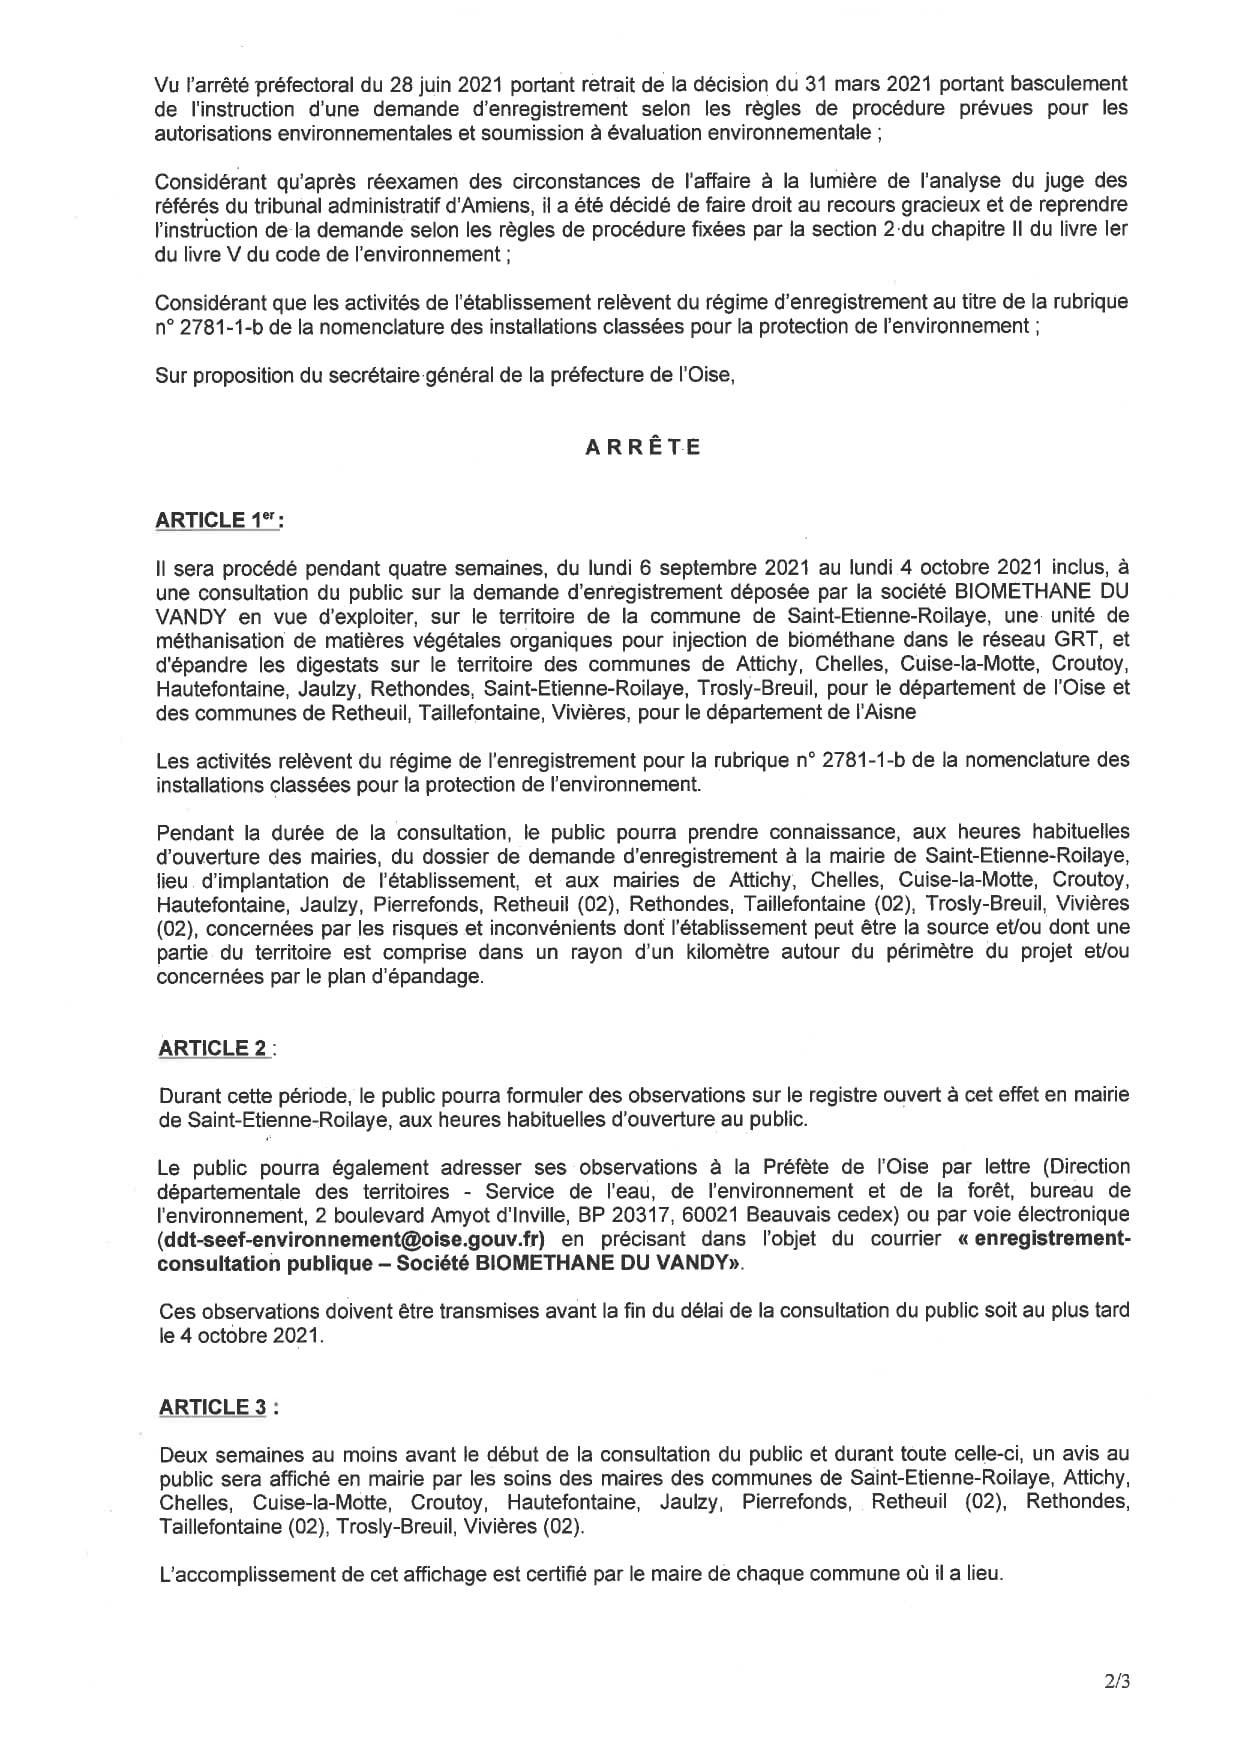 Vu l'arrêté préfectoral du 28 juin 2021 portant retrait de la décision du 31 mars 2021 portant basculement
de l'instruction d'une demande d'enregistrement selon les règles de procédure prévues pour les
autorisations environnementales et soumission à évaluation environnementale ;
Considérant qu'après réexamen des circonstances de l'affaire à la lumière de l'analyse du juge des
référés du tribunal administratif d'Amiens, il a été décidé de faire droit au recours gracieux et de reprendre
l'instruction de la demande selon les règles de procédure fixées par la section 2 du chapitre II du livre Ier
du livre V du code de l'environnement ;
Considérant que les activités de l'établissement relèvent du régime d'enregistrement au titre de la rubrique
n° 2781-1-b de la nomenclature des installations classées pour la protection de l'environnement ;
Sur proposition du secrétaire général de la préfecture de l'Oise,
A R R Ê T E
ARTICLE 1er :
Il sera procédé pendant quatre semaines, du lundi 6 septembre 2021 au lundi 4 octobre 2021 inclus, à
une consultation du public sur la demande d'enregistrement déposée par la société BIOMETHANE DU
VANDY en vue d'exploiter, sur le territoire de la commune de Saint-Etienne-Roilaye, une unité de
méthanisation de matières végétales organiques pour injection de biométhane dans le réseau GRT, et
d'épandre les digestats sur le territoire des communes de Attichy, Chelles, Cuise-la-Motte, Croutoy,
Hautefontaine, Jaulzy, Rethondes, Saint-Etienne-Roilaye, Trosly-Breuil, pour le département de l'Oise et
des communes de Retheuil, Taillefontaine, Vivières, pour le département de l'Aisne
Les activités relèvent du régime de l'enregistrement pour la rubrique n° 2781-1-b de la nomenclature des
installations classées pour la protection de l'environnement.
Pendant la durée de la consultation, le public pourra prendre connaissance, aux heures habituelles
d'ouverture des mairies, du dossier de demande d'enregistrement à la mairie de Saint-Etienne-Roilaye,
lieu d'implantation de l'établissement, et aux mairies de Attichy, Chelles, Cuise-la-Motte, Croutoy,
Hautefontaine, Jaulzy, Pierrefonds, Retheuil (02), Rethondes, Taillefontaine (02), Trosly-Breuil, Vivières
(02), concernées par les risques et inconvénients dont l'établissement peut être la source et/ou dont une
partie du territoire est comprise dans un rayon d'un kilomètre autour du périmètre du projet et/ou
concernées par le plan d'épandage.
ARTICLE 2 :
Durant cette période, le public pourra formuler des observations sur le registre ouvert à cet effet en mairie
de Saint-Etienne-Roilaye, aux heures habituelles d'ouverture au public.
Le public pourra également adresser ses observations à la Préfète de l'Oise par lettre (Direction
départementale des territoires - Service de l'eau, de l'environnement et de la forêt, bureau de
l'environnement, 2 boulevard Amyot d'Inville, BP 20317, 60021 Beauvais cedex) ou par voie électronique
(ddt-seef-environnement@oise.gouv.fr) en précisant dans l'objet du courrier « enregistrement-
consultation publique – Société BIOMETHANE DU VANDY».
Ces observations doivent être transmises avant la fin du délai de la consultation du public soit au plus tard
le 4 octobre 2021.
ARTICLE 3 :
Deux semaines au moins avant le début de la consultation du public et durant toute celle-ci, un avis au
public sera affiché en mairie par les soins des maires des communes de Saint-Etienne-Roilaye, Attichy,
Chelles, Cuise-la-Motte, Croutoy, Hautefontaine, Jaulzy, Pierrefonds, Retheuil (02), Rethondes,
Taillefontaine (02), Trosly-Breuil, Vivières (02).
L'accomplissement de cet affichage est certifié par le maire de chaque commune où il a lieu.
2/3